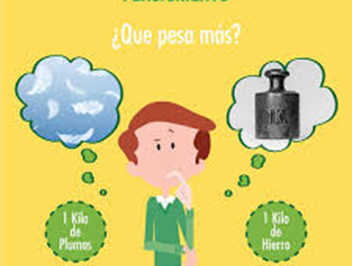 ¿Que pesa más?
1 Kilo
de
Plumas
1 Kilo
de
Hierro